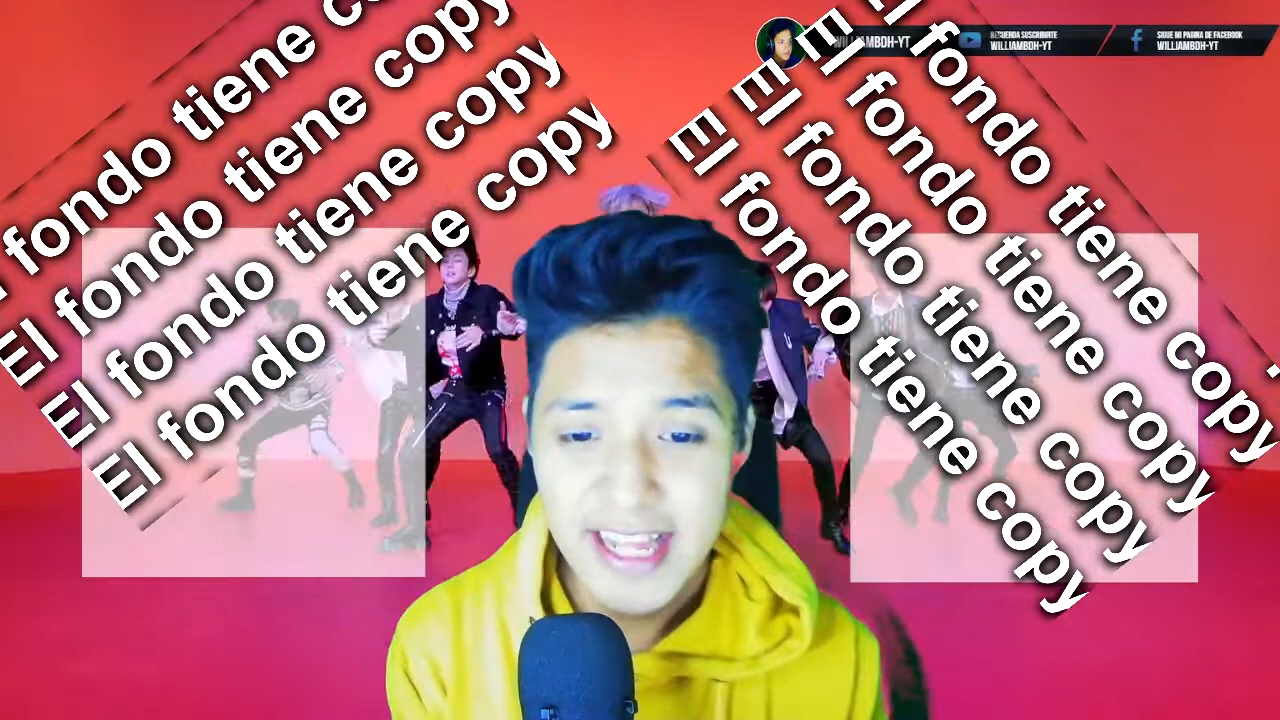 El fondo tiene
El fondo tiene copy
El fondo tiene copy
El fondo tiene copy
El fondo tiene copy
El fondo tiene copy
El fondo tiene copy
El fondo tiene copy
WILLIAMBDH-YT
RECUERDA SUSCRIBIRTE
WILLIAMBDH-YT
SIGUE MI PAGINA DE FACEBOOK
WILLIAMBDH-YT